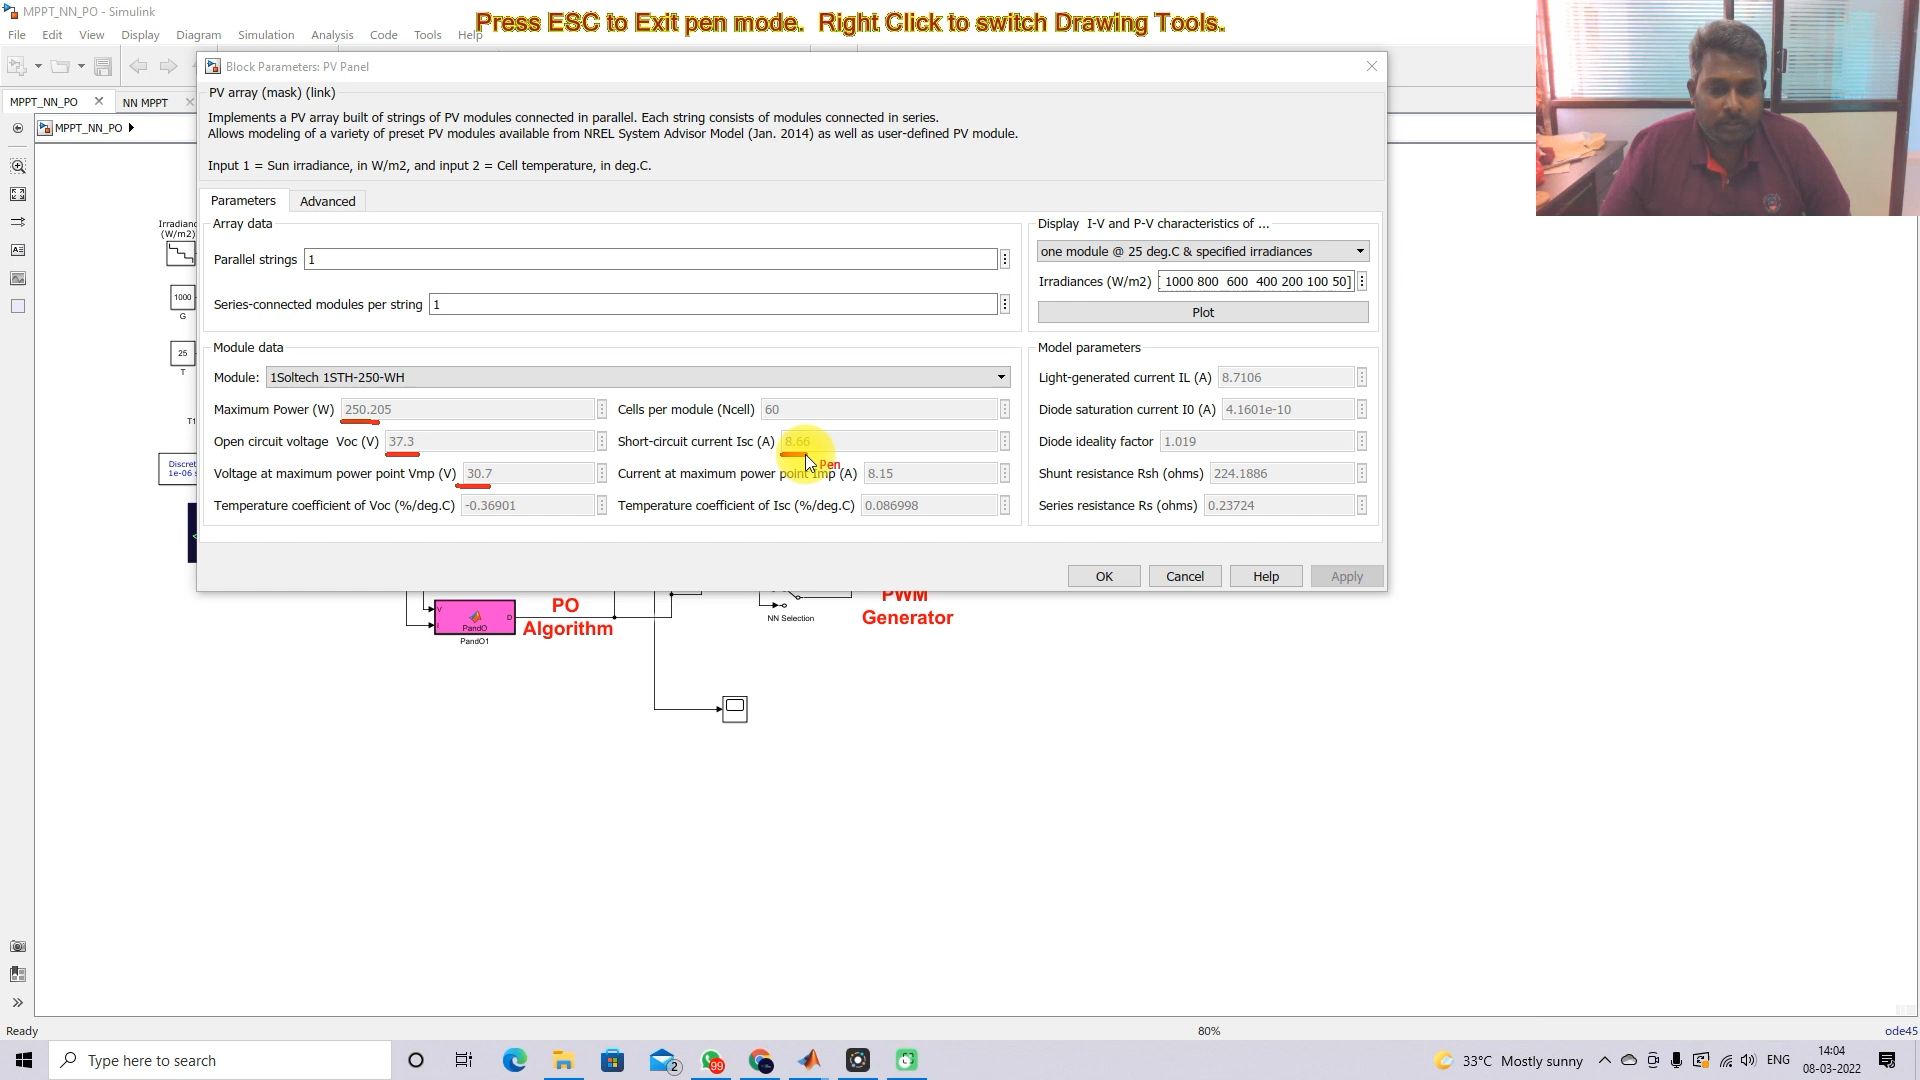 MPPT_NN_PO - Simulink
Press ESC to Exit pen mode. Right Click to switch Drawing Tools.
File Edit View Display Diagram Simulation Analysis Code Tools Help
Block Parameters: PV Panel
MPPT_NN_PO
NN MPPT
MPPT_NN_PO
PV array (mask) (link)
Implements a PV array built of strings of PV modules connected in parallel. Each string consists of modules connected in series.
Allows modeling of a variety of preset PV modules available from NREL System Advisor Model (Jan. 2014) as well as user-defined PV module.
Input 1 = Sun irradiance, in W/m2, and input 2 = Cell temperature, in deg.C.
Parameters Advanced
Array data
Parallel strings 1
Series-connected modules per string 1
Display I-V and P-V characteristics of ...
one module @ 25 deg.C & specified irradiances
Irradiances (W/m2) [ 1000 800 600 400 200 100 50]
Plot
Module data
Module: 1Soltech 1STH-250-WH
Maximum Power (W) 250.205
Cells per module (Ncell) 60
Open circuit voltage Voc (V) 37.3
Short-circuit current Isc (A) 8.66
Pen
Voltage at maximum power point Vmp (V) 30.7
Current at maximum power point Imp (A) 8.15
Temperature coefficient of Voc (%/deg.C) -0.36901
Temperature coefficient of Isc (%/deg.C) 0.086998
Model parameters
Light-generated current IL (A) 8.7106
Diode saturation current I0 (A) 4.1601e-10
Diode ideality factor 1.019
Shunt resistance Rsh (ohms) 224.1886
Series resistance Rs (ohms) 0.23724
OK Cancel Help Apply
(W/m2)
1000
G
25
T
1e-06 s
V
D
PandO
PandO1
PO
Algorithm
NN Selection
PWM
Generator
Ready
80%
ode45
Type here to search
2
99
33°C Mostly sunny
ENG
14:04
08-03-2022